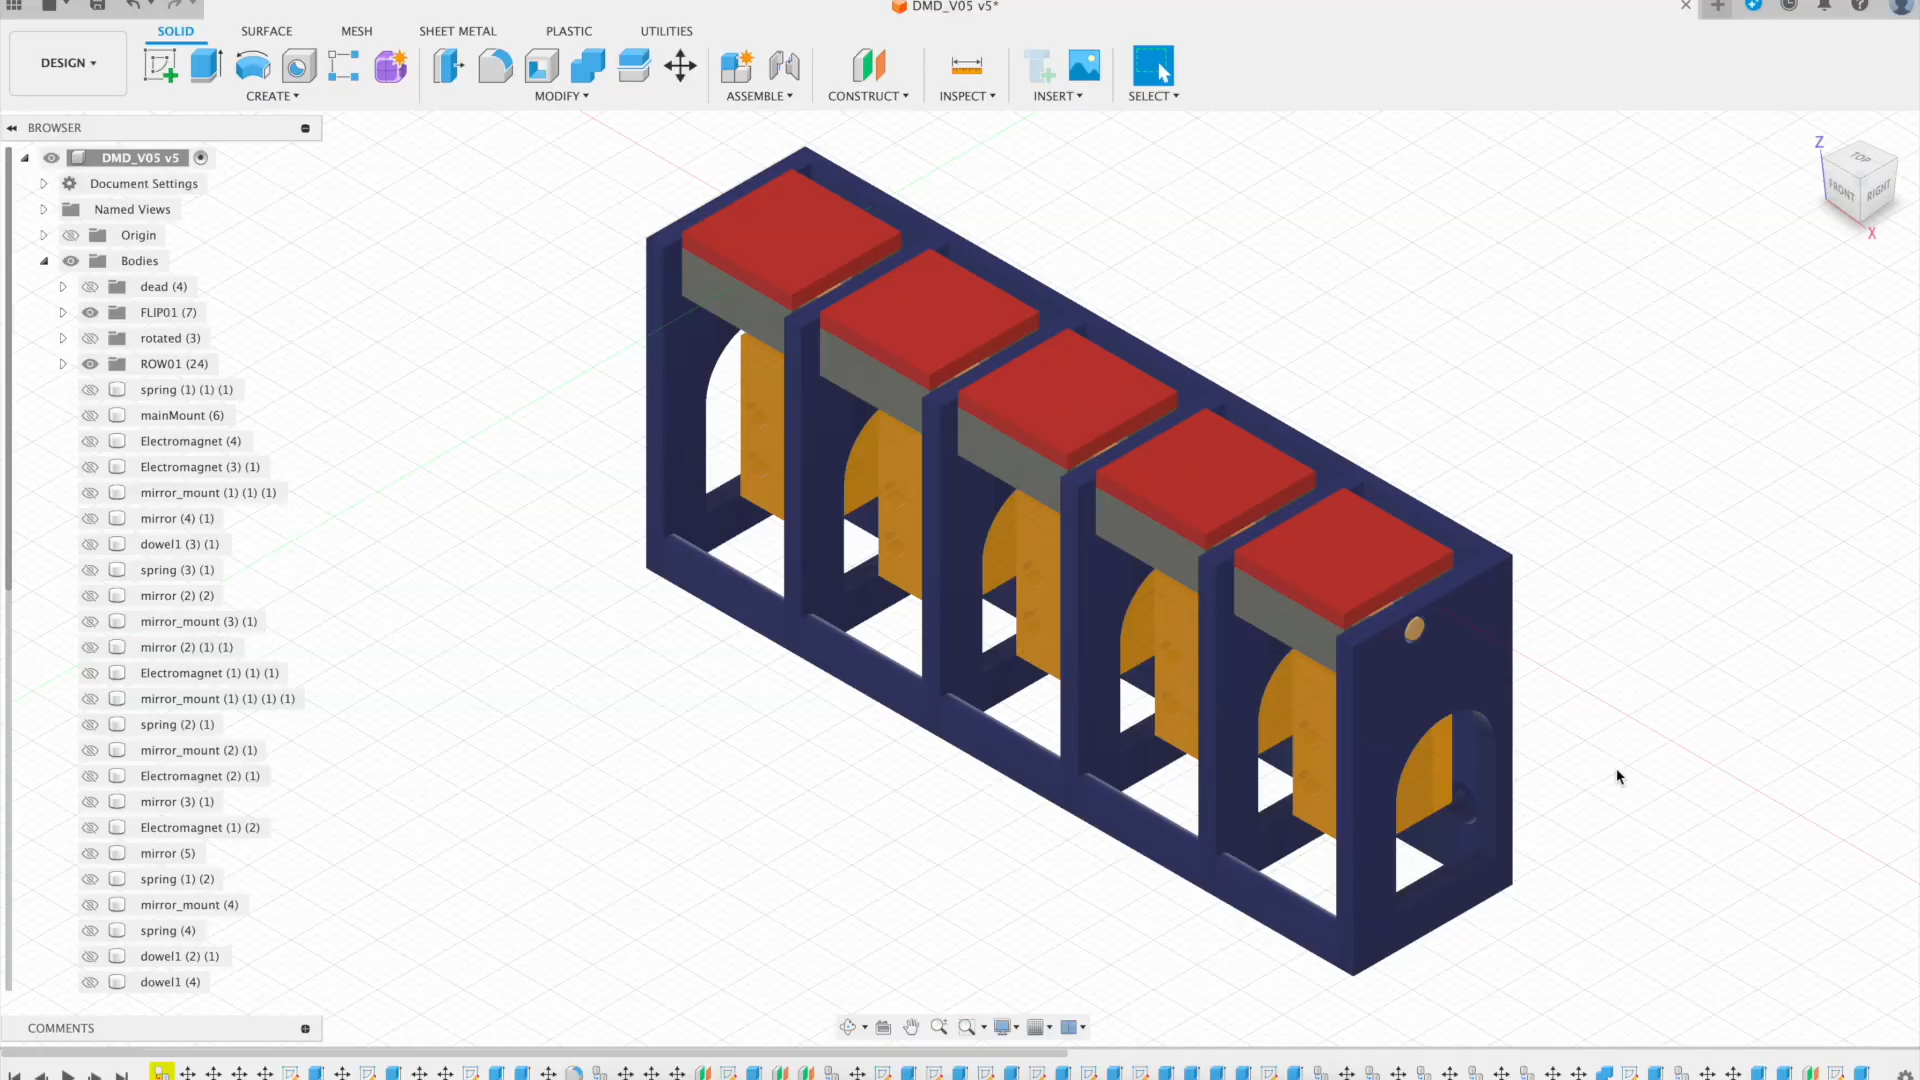 DMD_V05 v5*
SOLID SURFACE MESH SHEET METAL PLASTIC UTILITIES
DESIGN
CREATE MODIFY ASSEMBLE CONSTRUCT INSPECT INSERT SELECT
BROWSER
DMD_V05 v5
Document Settings
Named Views
Origin
Bodies
dead (4)
FLIP01 (7)
rotated (3)
ROW01 (24)
spring (1) (1) (1)
mainMount (6)
Electromagnet (4)
Electromagnet (3) (1)
mirror_mount (1) (1) (1)
mirror (4) (1)
dowel1 (3) (1)
spring (3) (1)
mirror (2) (2)
mirror_mount (3) (1)
mirror (2) (1) (1)
Electromagnet (1) (1) (1)
mirror_mount (1) (1) (1) (1)
spring (2) (1)
mirror_mount (2) (1)
Electromagnet (2) (1)
mirror (3) (1)
Electromagnet (1) (2)
mirror (5)
spring (1) (2)
mirror_mount (4)
spring (4)
dowel1 (2) (1)
dowel1 (4)
COMMENTS
Z
TOP
FRONT RIGHT
X